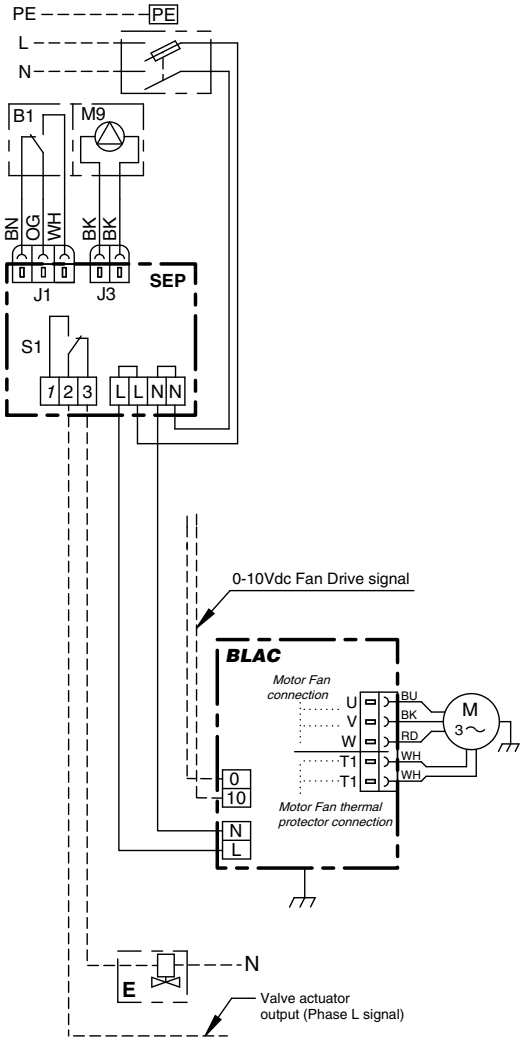 PE
PE
L
N
B1
M9
BN
OG
WH
BK
BK
SEP
J1
J3
S1
1
2
3
L
L
N
N
0-10Vdc Fan Drive signal
BLAC
Motor Fan
connection
U
BU
V
BK
W
RD
M
3~
T1
WH
T1
WH
Motor Fan thermal
protector connection
0
10
N
L
E
N
Valve actuator
output (Phase L signal)